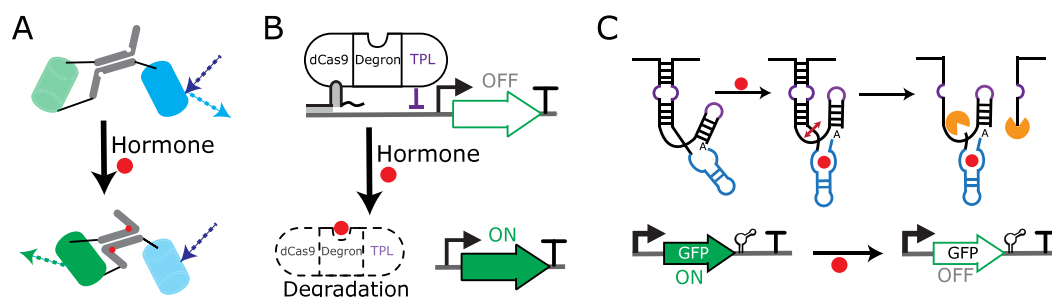 A
Hormone
B
dCas9 Degron TPL
OFF
Hormone
dCas9 Degron TPL
Degradation
ON
C
A
A
A
GFP
ON
GFP
OFF